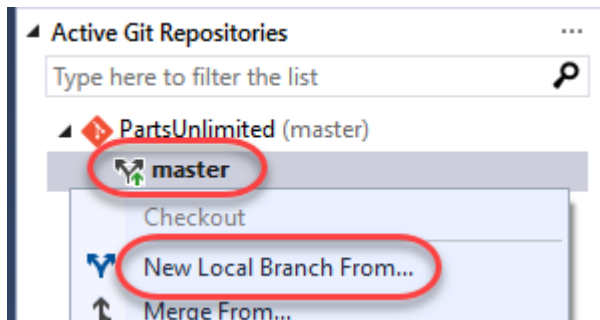 Active Git Repositories
Type here to filter the list
PartsUnlimited (master)
master
Checkout
New Local Branch From...
Merge From...